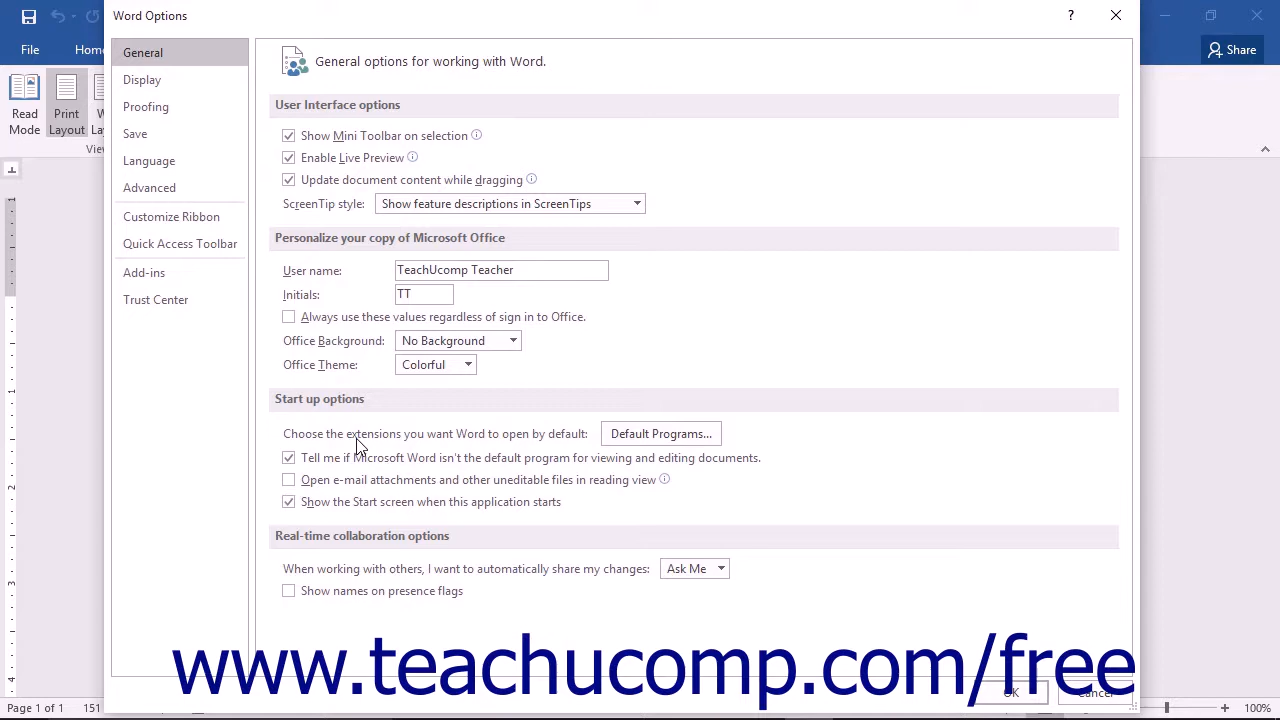 Word Options
?
File
Home
Share
Read
Mode
Print
Layout
General
Display
Proofing
Save
Language
Advanced
Customize Ribbon
Quick Access Toolbar
Add-ins
Trust Center
General options for working with Word.
User Interface options
Show Mini Toolbar on selection
Enable Live Preview
Update document content while dragging
ScreenTip style: Show feature descriptions in ScreenTips
Personalize your copy of Microsoft Office
User name: TeachUcomp Teacher
Initials: TT
Always use these values regardless of sign in to Office.
Office Background: No Background
Office Theme: Colorful
Start up options
Choose the extensions you want Word to open by default: Default Programs...
Tell me if Microsoft Word isn't the default program for viewing and editing documents.
Open e-mail attachments and other uneditable files in reading view
Show the Start screen when this application starts
Real-time collaboration options
When working with others, I want to automatically share my changes: Ask Me
Show names on presence flags
www.teachucomp.com/free
OK
Cancel
Page 1 of 1
151
100%